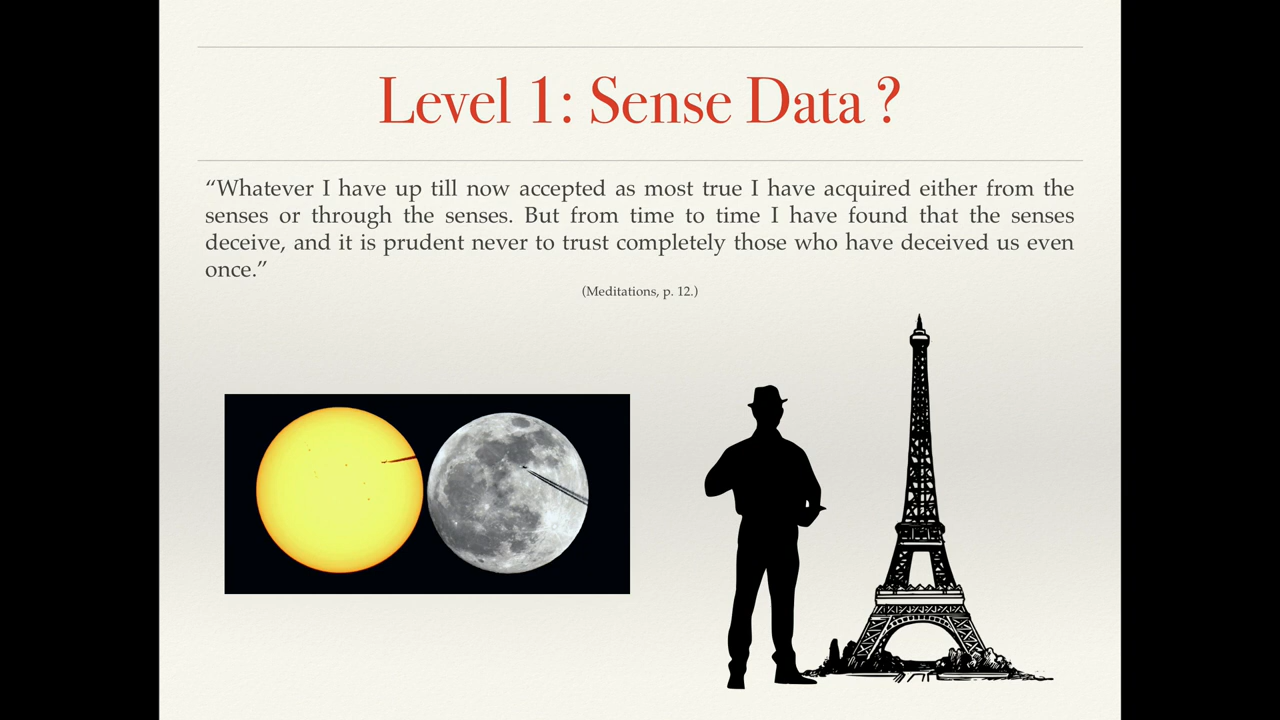 Level 1: Sense Data ?
“Whatever I have up till now accepted as most true I have acquired either from the
senses or through the senses. But from time to time I have found that the senses
deceive, and it is prudent never to trust completely those who have deceived us even
once.”
(Meditations, p. 12.)